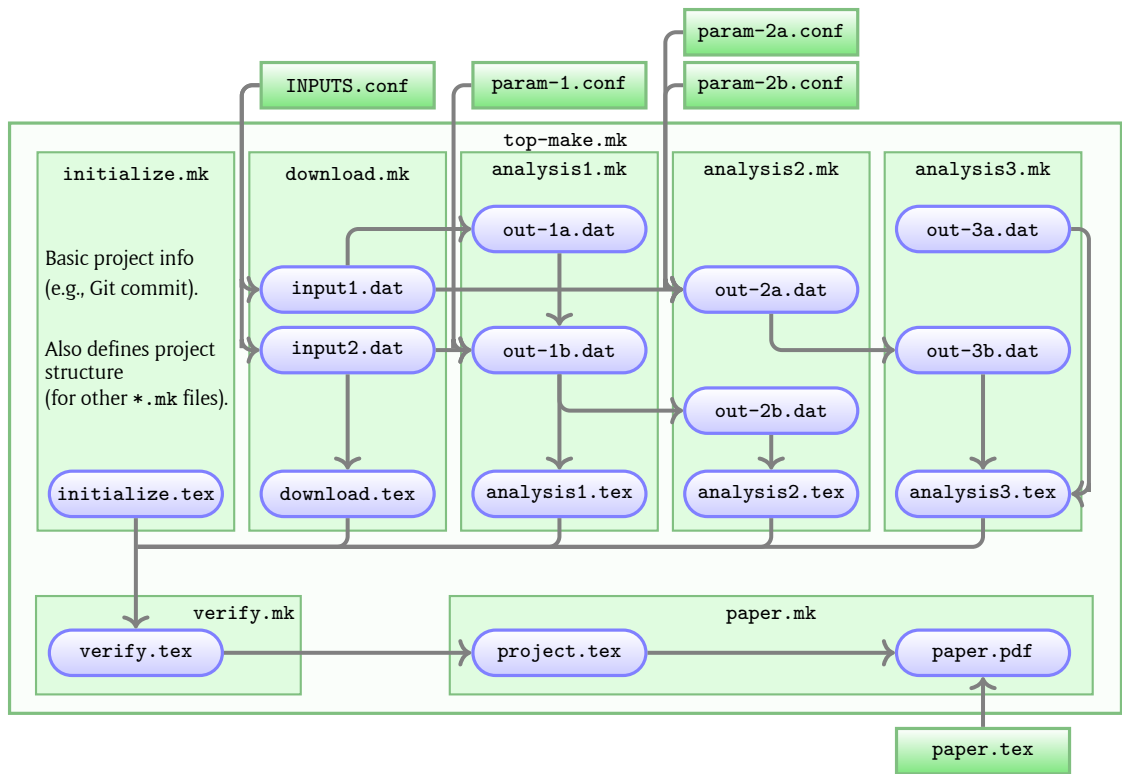 param-2a.conf
INPUTS.conf
param-1.conf
param-2b.conf
top-make.mk
initialize.mk
download.mk
analysis1.mk
analysis2.mk
analysis3.mk
out-1a.dat
out-3a.dat
Basic project info
(e.g., Git commit).
input1.dat
out-2a.dat
Also defines project
structure
(for other *.mk files).
input2.dat
out-1b.dat
out-3b.dat
out-2b.dat
initialize.tex
download.tex
analysis1.tex
analysis2.tex
analysis3.tex
verify.mk
paper.mk
verify.tex
project.tex
paper.pdf
paper.tex